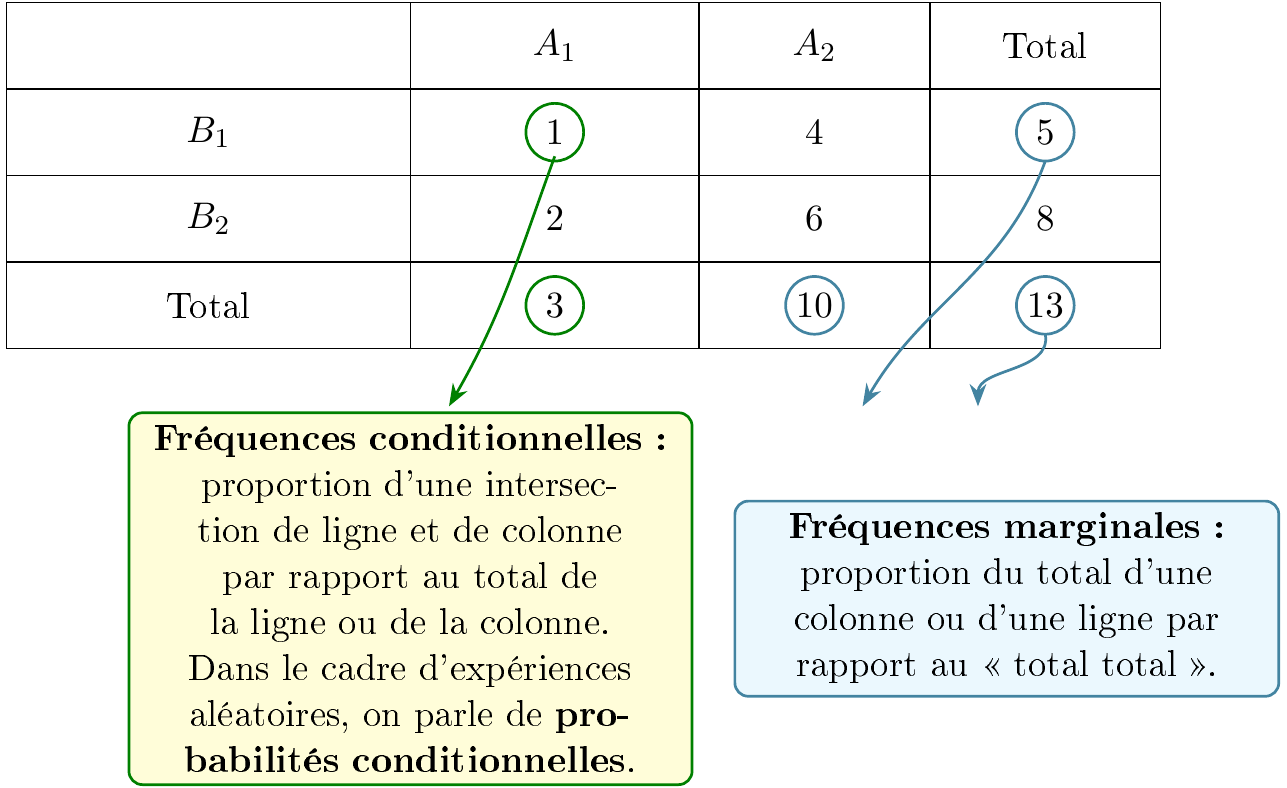 A₁ A₂ Total
B₁ 1 4 5
B₂ 2 6 8
Total 3 10 13
Fréquences conditionnelles :
proportion d'une intersec-
tion de ligne et de colonne
par rapport au total de
la ligne ou de la colonne.
Dans le cadre d'expériences
aléatoires, on parle de pro-
babilités conditionnelles.
Fréquences marginales :
proportion du total d'une
colonne ou d'une ligne par
rapport au « total total ».